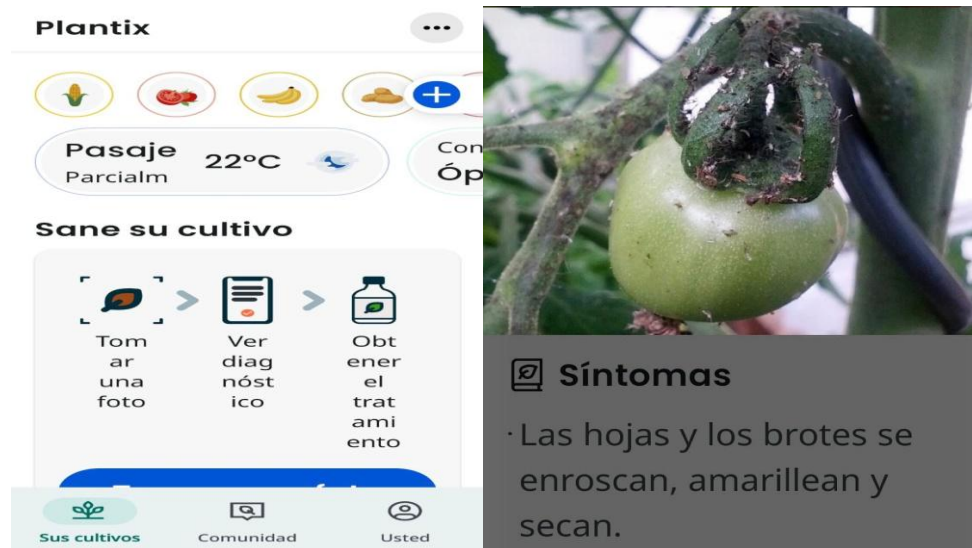 Plantix
Pasaje
Parcialm
22°C
Con
Óp
Sane su cultivo
Tom
ar
una
foto
Ver
diag
nóst
ico
Obt
ener
el
trat
ami
ento
Sus cultivos
Comunidad
Usted
Síntomas
· Las hojas y los brotes se
enroscan, amarillean y
secan.